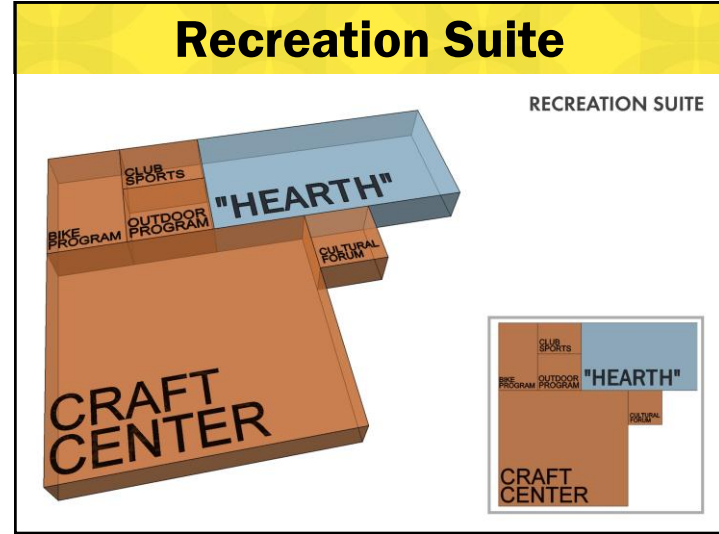 Recreation Suite
RECREATION SUITE
CLUB
SPORTS
"HEARTH"
BIKE
PROGRAM
OUTDOOR
PROGRAM
CULTURAL
FORUM
CRAFT
CENTER
CLUB
SPORTS
BIKE
PROGRAM
OUTDOOR
PROGRAM
"HEARTH"
CULTURAL
FORUM
CRAFT
CENTER